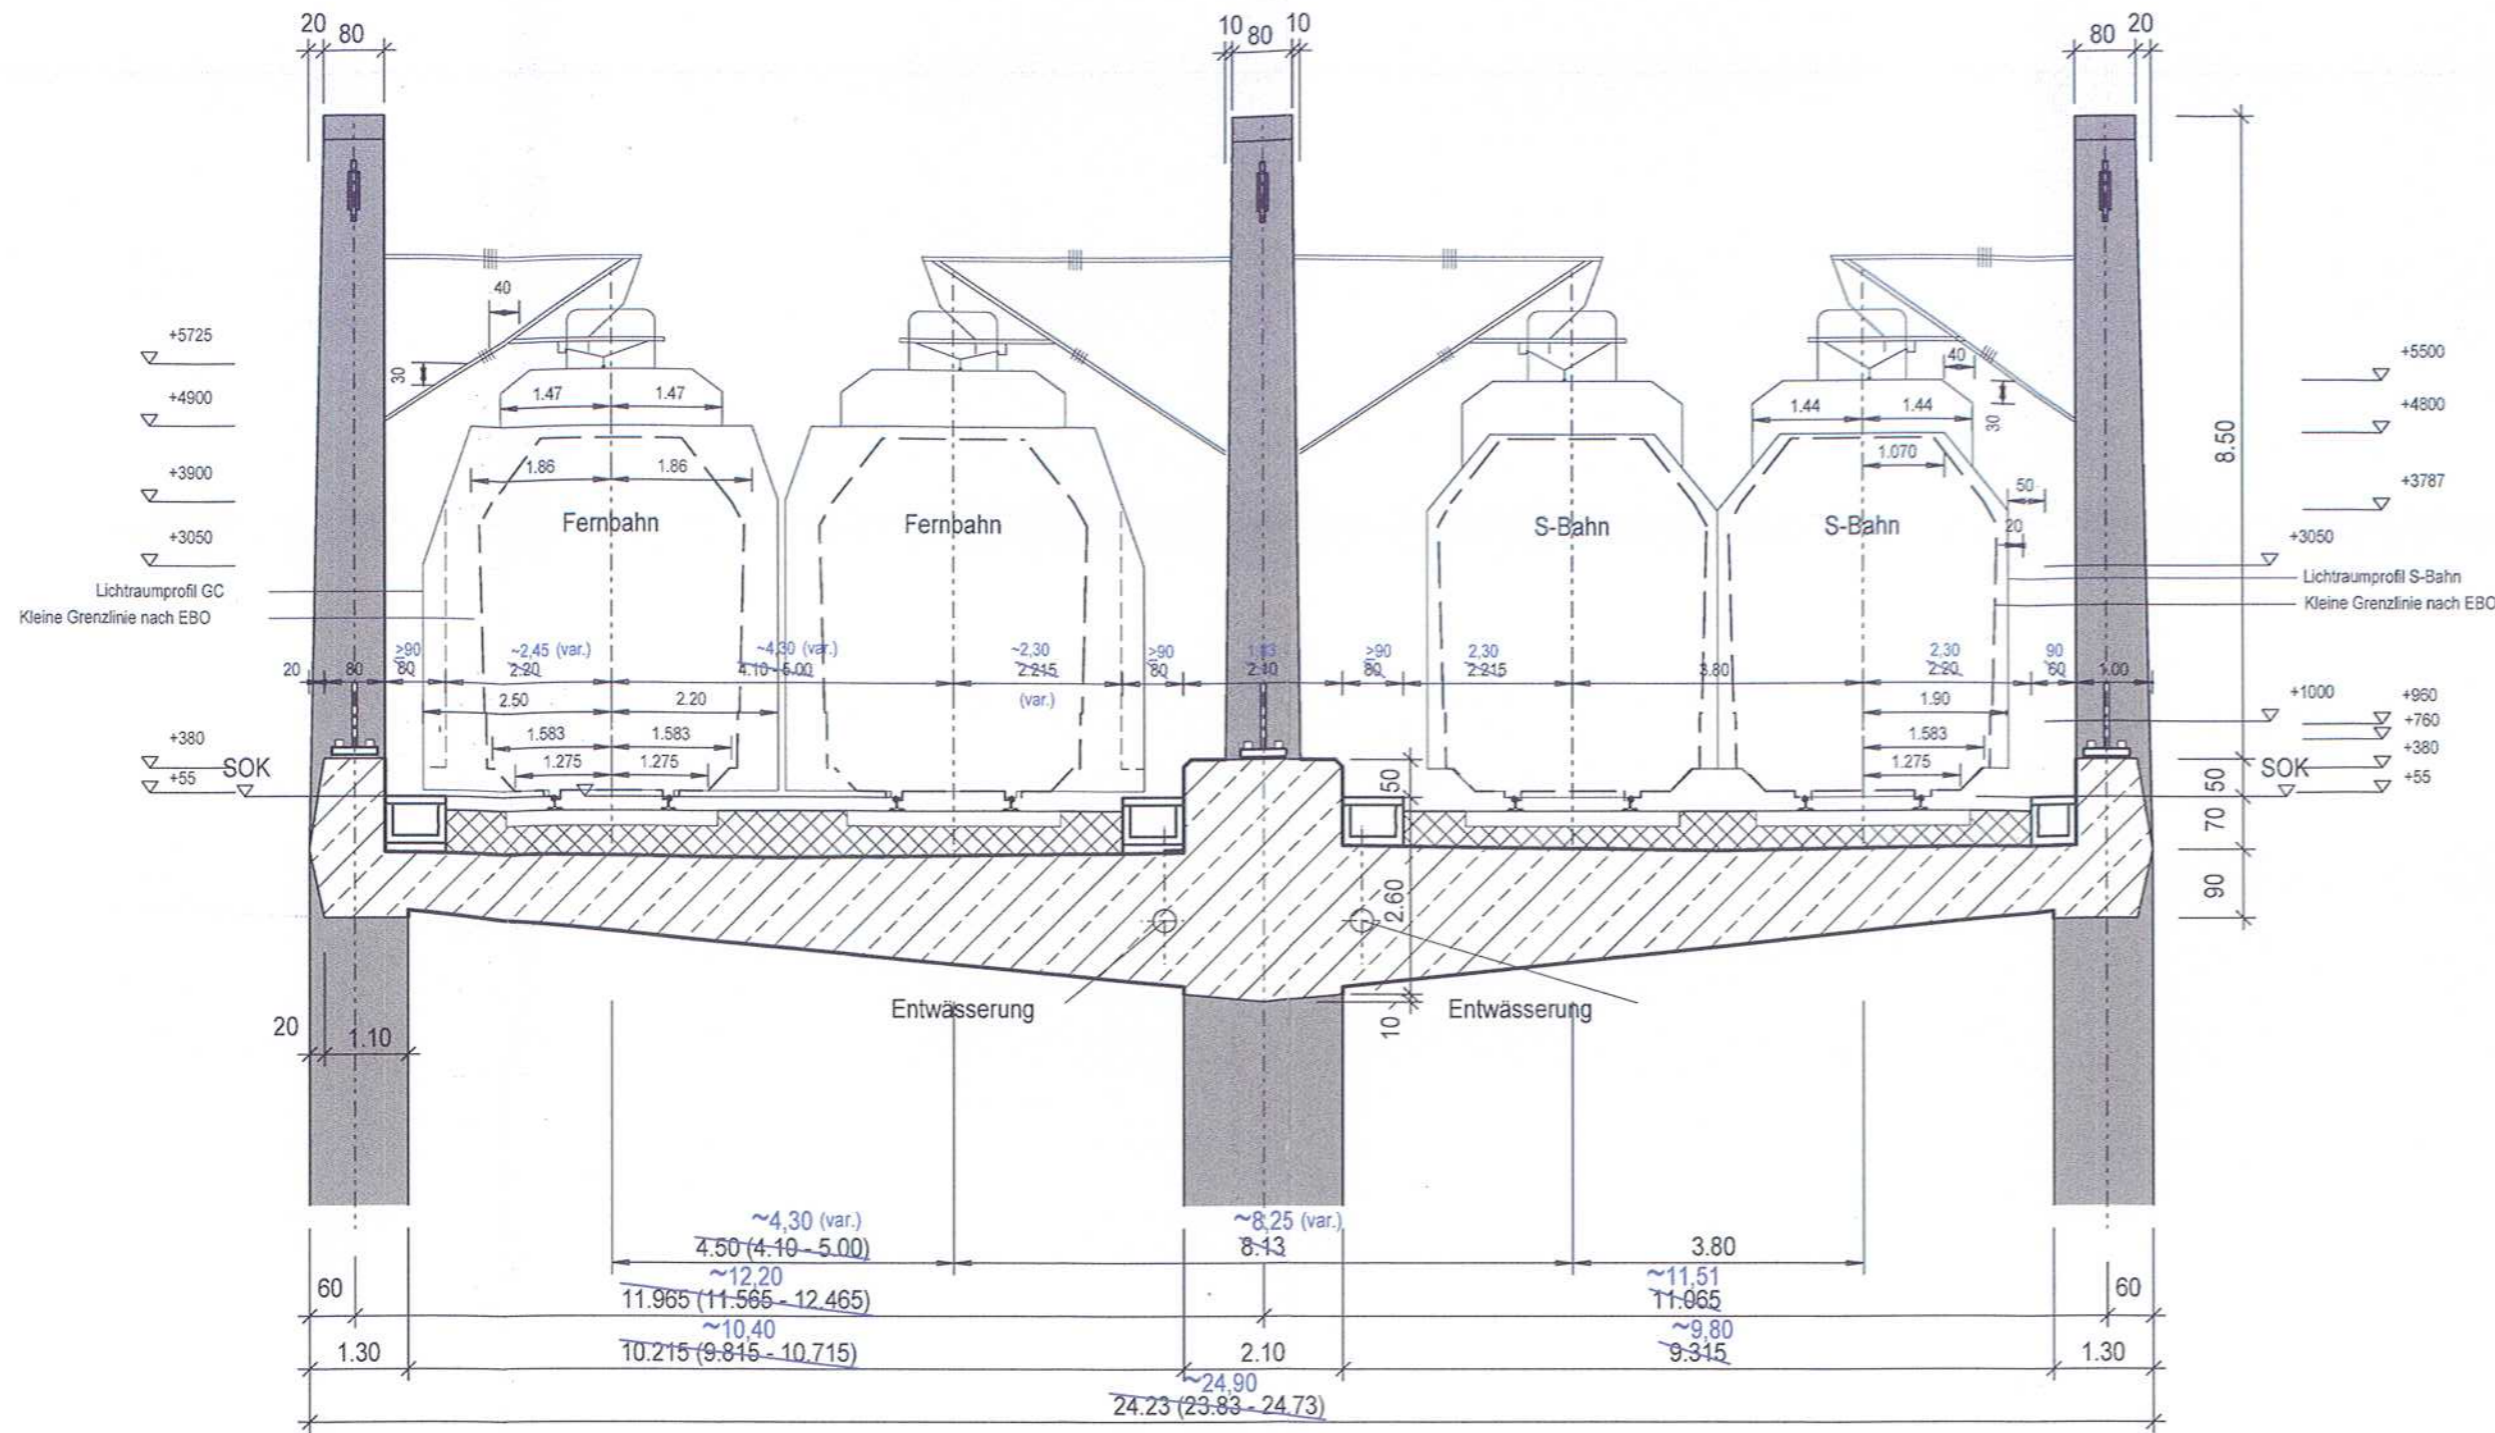 20 80
10 80 10
80 20
40
+5725
30
1.47 1.47
+4900
1.86 1.86
+3900
Fernbahn
Fernbahn
+3050
Lichtraumprofil GC
Kleine Grenzlinie nach EBO
40
+5500
1.44 1.44
30
+4800
1.070
8.50
+3787
50
S-Bahn
S-Bahn
20
+3050
Lichtraumprofil S-Bahn
Kleine Grenzlinie nach EBO
≥90 ~2,45 (var.) ~4,30 (var.) ~2,30 >90 ≥90 2,30 2,30 90
20 80 80 2.20 4.10 - 5.00 2.215 80 2.10 80 2.215 3.80 2.20 60 1.00
(var.)
2.50 2.20
1.90
+1000
+960
+760
1.583 1.583
1.583
+380
+380
1.275 1.275
1.275
+55
SOK
50
50
SOK
+55
70
2.60
90
Entwässerung
Entwässerung
10
20
1.10
~4,30 (var.)
4.50 (4.10 - 5.00)
~8,25 (var.)
8.13
3.80
~12,20
~11,51
60
11.965 (11.565 - 12.465)
11.065
60
~10,40
~9,80
1.30
10.215 (9.815 - 10.715)
2.10
9.315
1.30
~24,90
24.23 (23.83 - 24.73)